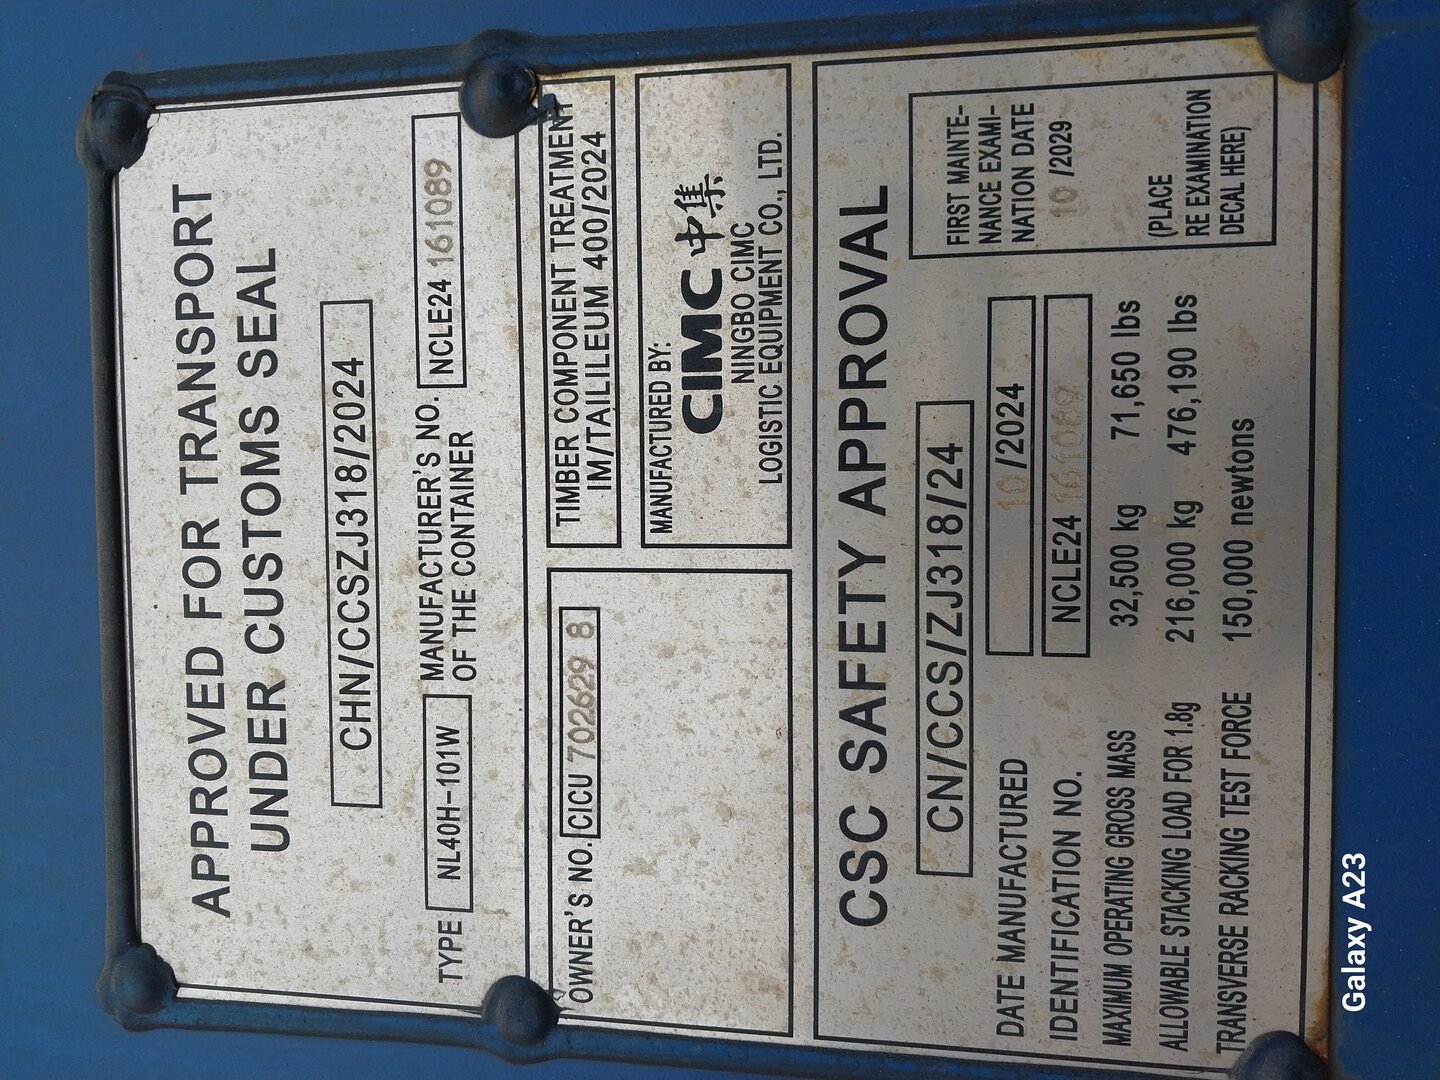 APPROVED FOR TRANSPORT
UNDER CUSTOMS SEAL
CHN/CCSZJ318/2024
TYPE NL40H-101W MANUFACTURER'S NO. OF THE CONTAINER NCLE24 161089
OWNER'S NO. CICU 702629 8
TIMBER COMPONENT TREATMENT
IM/TAILILEUM 400/2024
MANUFACTURED BY:
CIMC 中集
NINGBO CIMC
LOGISTIC EQUIPMENT CO., LTD.
CSC SAFETY APPROVAL
CN/CCS/ZJ318/24
DATE MANUFACTURED 10 /2024
IDENTIFICATION NO. NCLE24 161089
MAXIMUM OPERATING GROSS MASS 32,500 kg 71,650 lbs
ALLOWABLE STACKING LOAD FOR 1.8g 216,000 kg 476,190 lbs
TRANSVERSE RACKING TEST FORCE 150,000 newtons
FIRST MAINTE-
NANCE EXAMI-
NATION DATE
10 /2029
(PLACE
RE EXAMINATION
DECAL HERE)
Galaxy A23